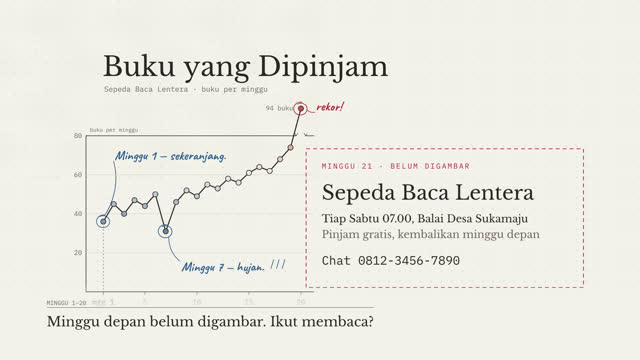 Buku yang Dipinjam
Sepeda Baca Lentera · buku per minggu
94 buku
rekor!
buku per minggu
80
60
40
20
Minggu 1 — sekeranjang.
Minggu 7 — hujan.
MINGGU 1–20
1
5
10
15
20
MINGGU 21 · BELUM DIGAMBAR
Sepeda Baca Lentera
Tiap Sabtu 07.00, Balai Desa Sukamaju
Pinjam gratis, kembalikan minggu depan
Chat 0812-3456-7890
Minggu depan belum digambar. Ikut membaca?